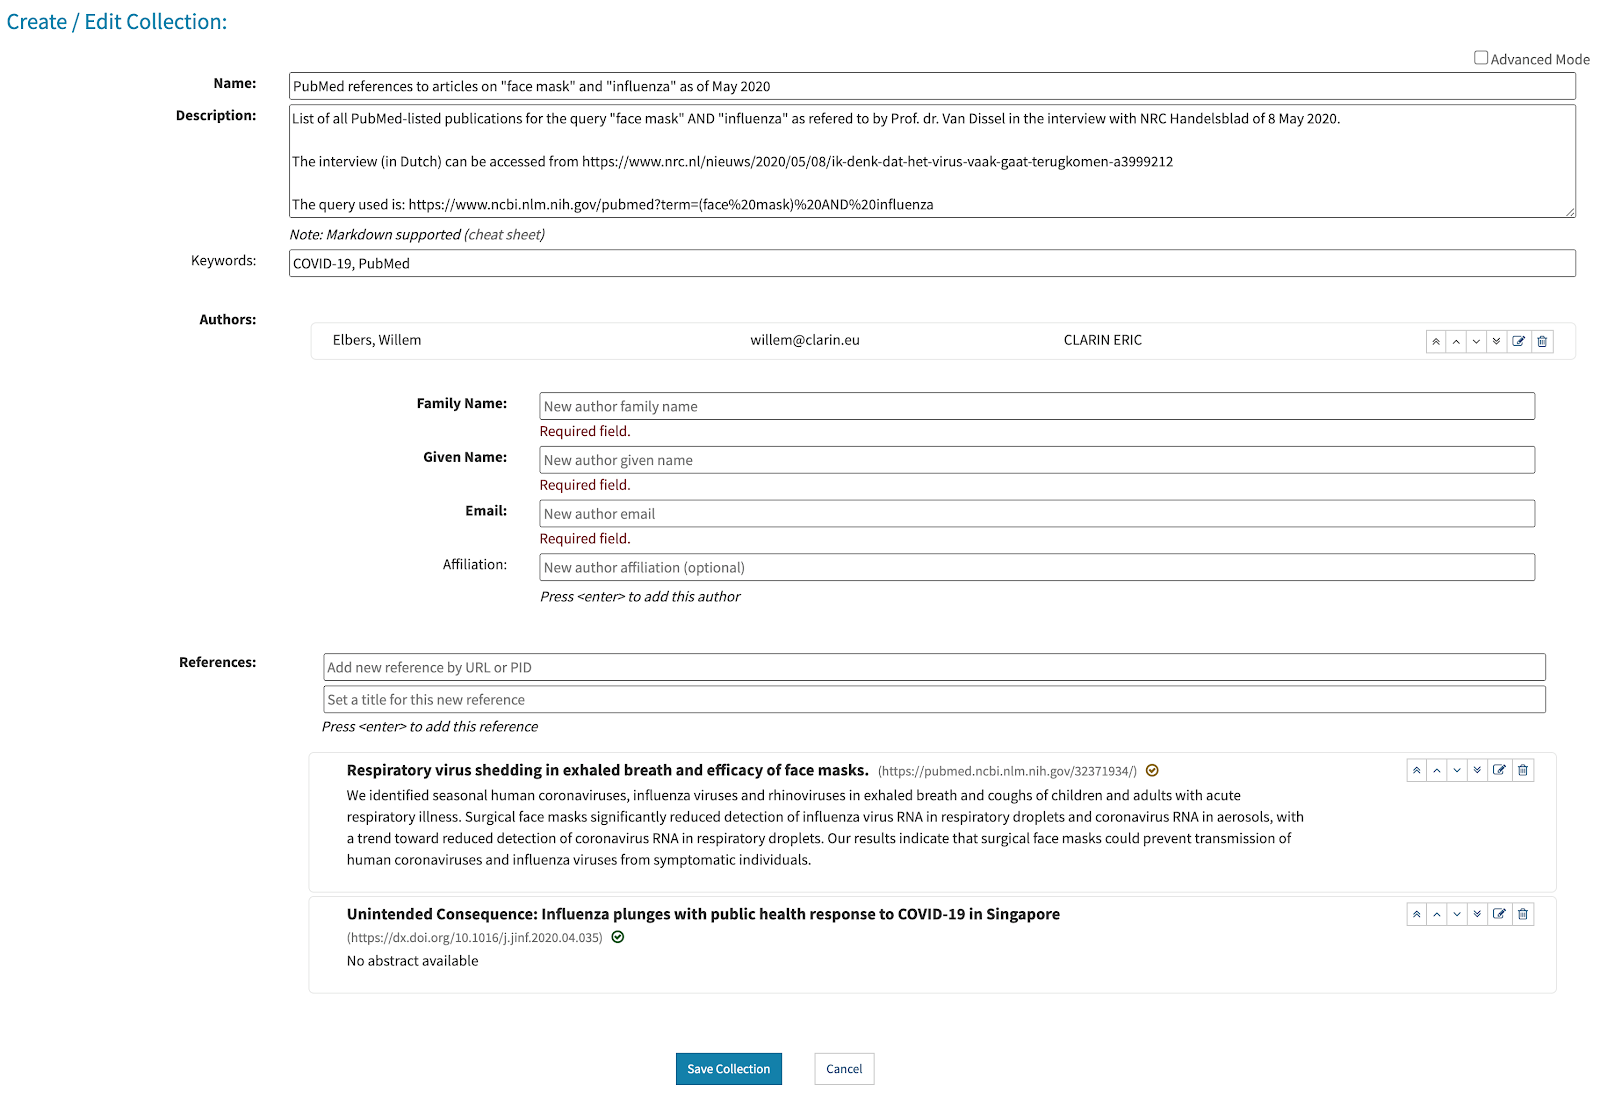 Create / Edit Collection:
Advanced Mode
Name: PubMed references to articles on "face mask" and "influenza" as of May 2020
Description: List of all PubMed-listed publications for the query "face mask" AND "influenza" as refered to by Prof. dr. Van Dissel in the interview with NRC Handelsblad of 8 May 2020.
The interview (in Dutch) can be accessed from https://www.nrc.nl/nieuws/2020/05/08/ik-denk-dat-het-virus-vaak-gaat-terugkomen-a3999212
The query used is: https://www.ncbi.nlm.nih.gov/pubmed?term=(face%20mask)%20AND%20influenza
Note: Markdown supported (cheat sheet)
Keywords: COVID-19, PubMed
Authors:
Elbers, Willem willem@clarin.eu CLARIN ERIC
Family Name: New author family name
Required field.
Given Name: New author given name
Required field.
Email: New author email
Required field.
Affiliation: New author affiliation (optional)
Press <enter> to add this author
References: Add new reference by URL or PID
Set a title for this new reference
Press <enter> to add this reference
Respiratory virus shedding in exhaled breath and efficacy of face masks. (https://pubmed.ncbi.nlm.nih.gov/32371934/)
We identified seasonal human coronaviruses, influenza viruses and rhinoviruses in exhaled breath and coughs of children and adults with acute
respiratory illness. Surgical face masks significantly reduced detection of influenza virus RNA in respiratory droplets and coronavirus RNA in aerosols, with
a trend toward reduced detection of coronavirus RNA in respiratory droplets. Our results indicate that surgical face masks could prevent transmission of
human coronaviruses and influenza viruses from symptomatic individuals.
Unintended Consequence: Influenza plunges with public health response to COVID-19 in Singapore
(https://dx.doi.org/10.1016/j.jinf.2020.04.035)
No abstract available
Save Collection Cancel